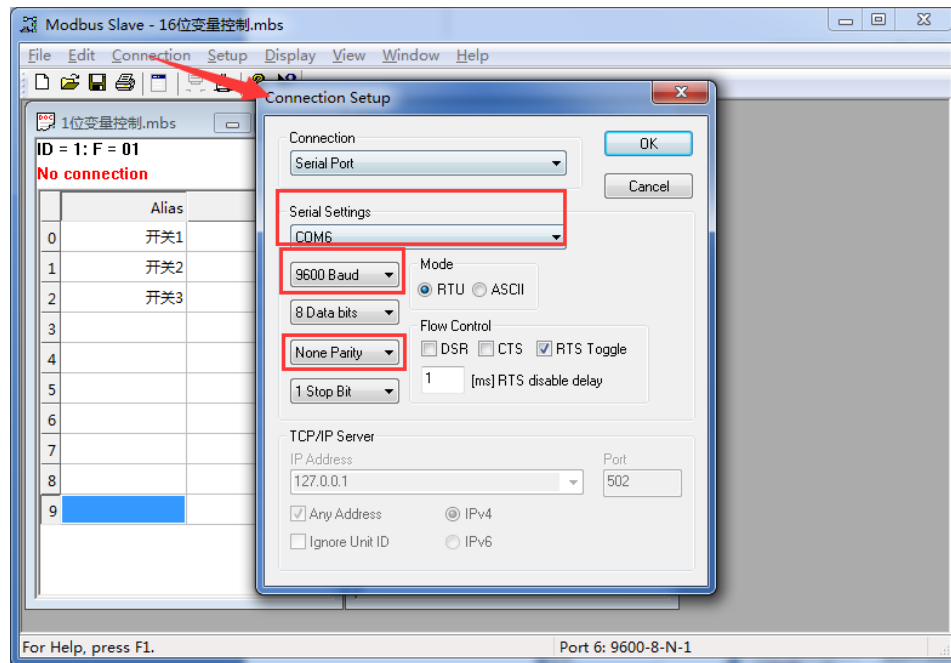 Modbus Slave - 16位变量控制.mbs
File Edit Connection Setup Display View Window Help
1位变量控制.mbs
ID = 1: F = 01
No connection
Alias
0 开关1
1 开关2
2 开关3
3
4
5
6
7
8
9
Connection Setup
Connection
Serial Port
OK
Cancel
Serial Settings
COM6
9600 Baud
Mode
RTU ASCII
8 Data bits
Flow Control
None Parity
DSR CTS RTS Toggle
1 [ms] RTS disable delay
1 Stop Bit
TCP/IP Server
IP Address Port
127.0.0.1 502
Any Address IPv4
Ignore Unit ID IPv6
For Help, press F1. Port 6: 9600-8-N-1